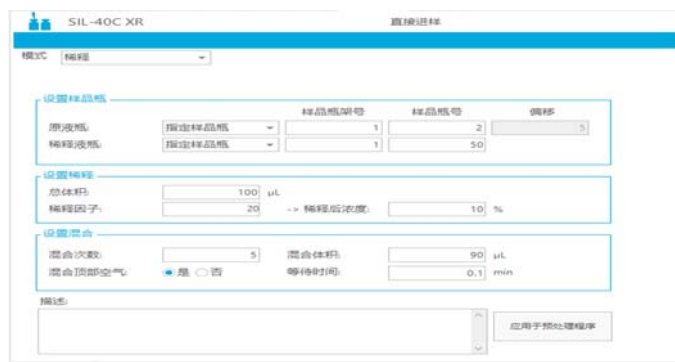 SIL-40C XR 直接进样
模式 稀释
设置样品瓶
样品瓶架号 样品瓶号 偏移
原液瓶: 指定样品瓶 1 2 5
稀释液瓶: 指定样品瓶 1 50
设置稀释
总体积: 100 μL
稀释因子: 20 -> 稀释后浓度: 10 %
设置混合
混合次数: 5 混合体积: 90 μL
混合顶部空气: 是 否 等待时间: 0.1 min
描述:
应用于预处理程序